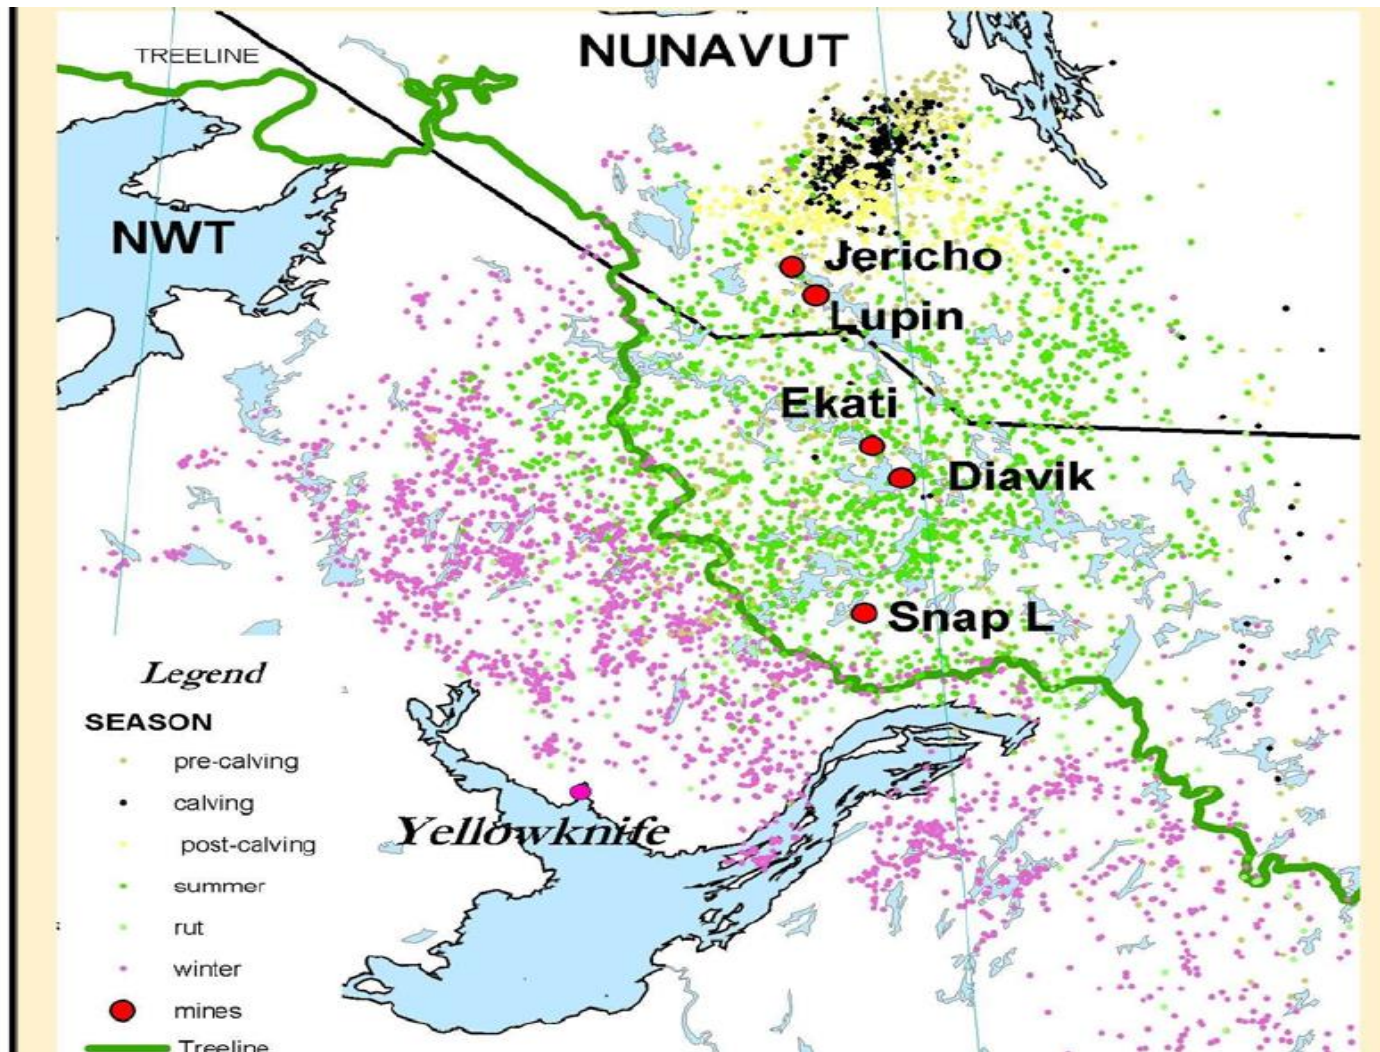 NUNAVUT
TREELINE
NWT
Jericho
Lupin
Ekati
Diavik
Snap L
Legend
SEASON
pre-calving
calving
post-calving
summer
rut
winter
mines
Treeline
Yellowknife